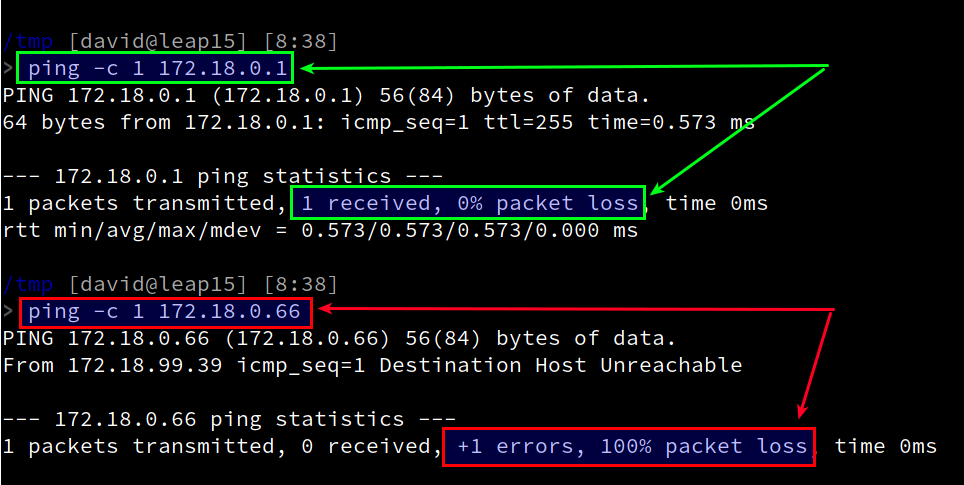 /tmp [david@leap15] [8:38]
> ping -c 1 172.18.0.1
PING 172.18.0.1 (172.18.0.1) 56(84) bytes of data.
64 bytes from 172.18.0.1: icmp_seq=1 ttl=255 time=0.573 ms
--- 172.18.0.1 ping statistics ---
1 packets transmitted, 1 received, 0% packet loss, time 0ms
rtt min/avg/max/mdev = 0.573/0.573/0.573/0.000 ms
/tmp [david@leap15] [8:38]
> ping -c 1 172.18.0.66
PING 172.18.0.66 (172.18.0.66) 56(84) bytes of data.
From 172.18.99.39 icmp_seq=1 Destination Host Unreachable
--- 172.18.0.66 ping statistics ---
1 packets transmitted, 0 received, +1 errors, 100% packet loss, time 0ms